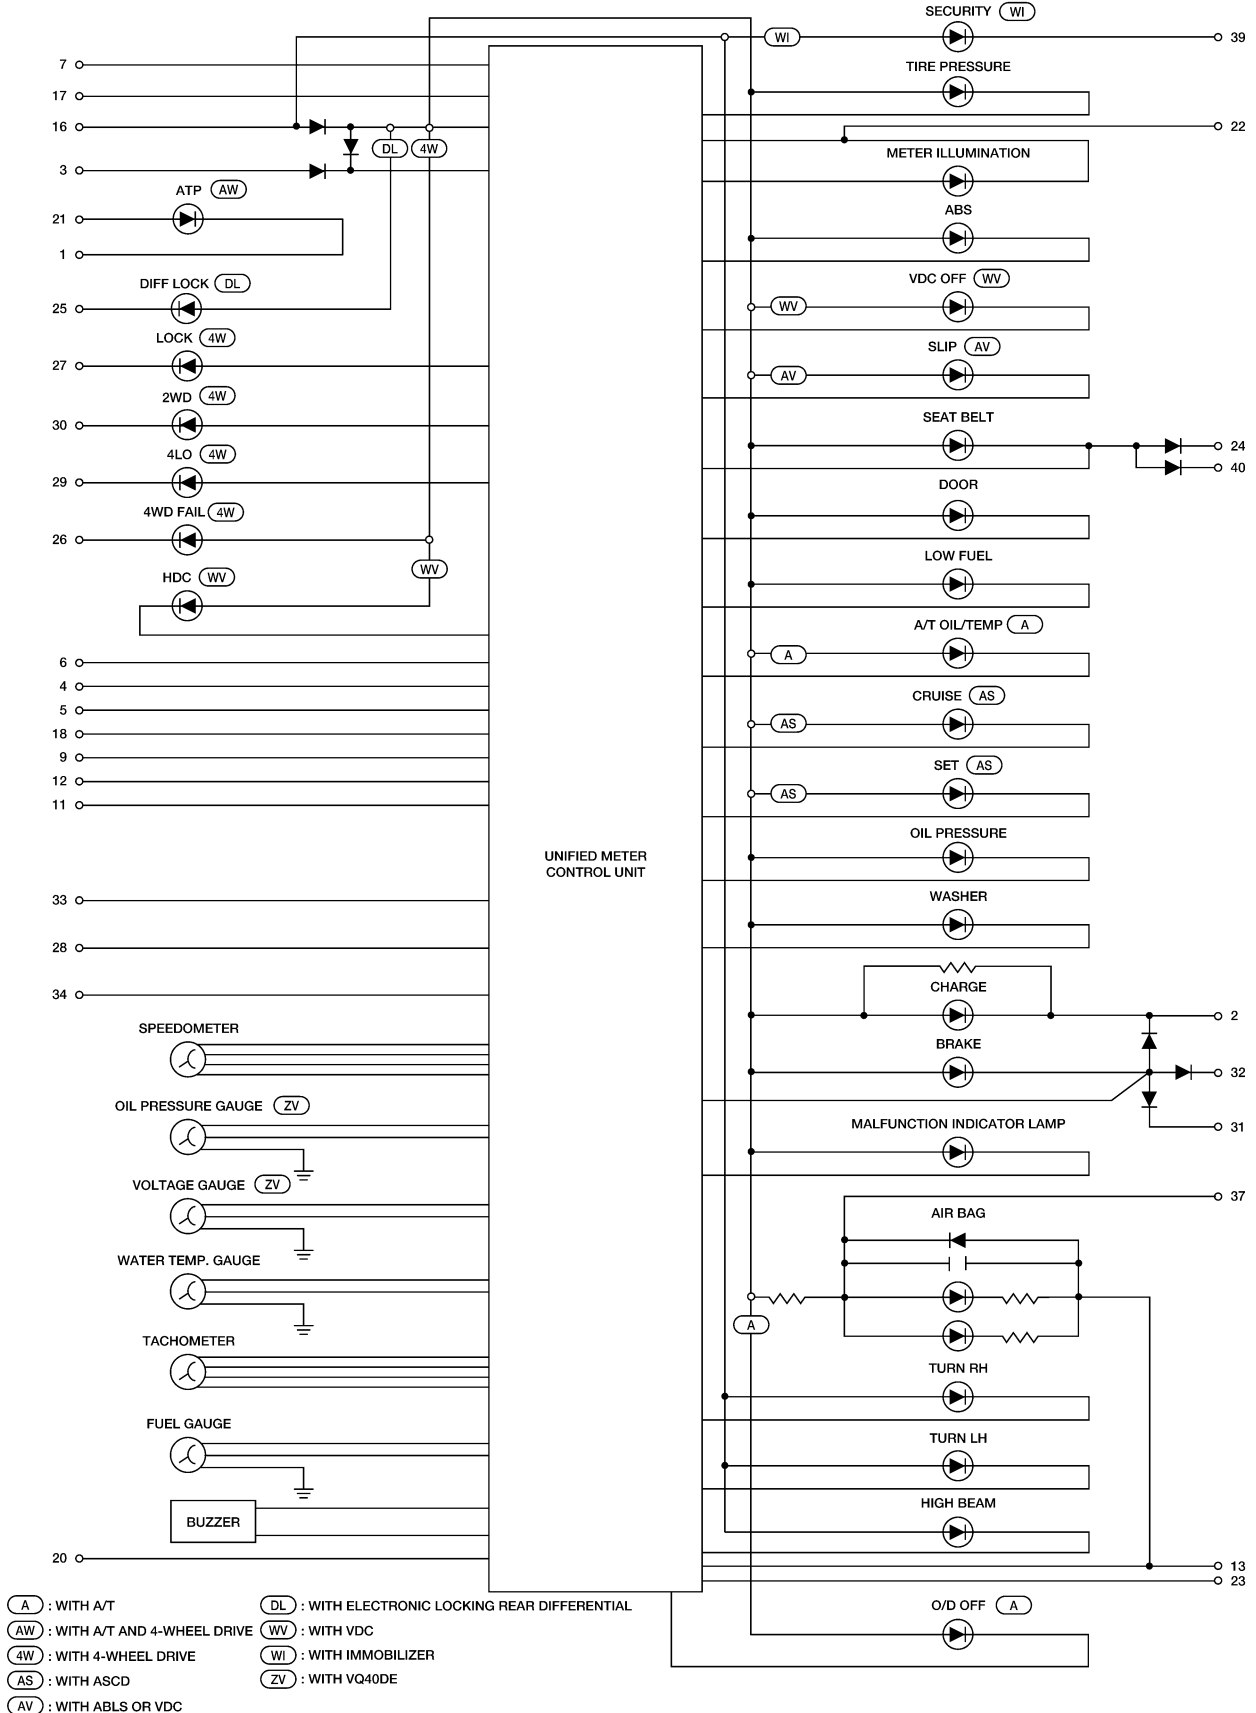 SECURITY WI
WI
39
7
TIRE PRESSURE
17
16
22
DL 4W
METER ILLUMINATION
3
ATP AW
ABS
21
1
VDC OFF WV
DIFF LOCK DL
25
WV
LOCK 4W
SLIP AV
27
AV
2WD 4W
SEAT BELT
30
24
4LO 4W
40
29
DOOR
4WD FAIL 4W
26
LOW FUEL
WV
HDC WV
A/T OIL/TEMP A
A
6
4
CRUISE AS
5
AS
18
9
SET AS
12
AS
11
OIL PRESSURE
UNIFIED METER
CONTROL UNIT
33
WASHER
28
34
CHARGE
2
SPEEDOMETER
BRAKE
32
OIL PRESSURE GAUGE ZV
MALFUNCTION INDICATOR LAMP
31
VOLTAGE GAUGE ZV
37
AIR BAG
WATER TEMP. GAUGE
A
TACHOMETER
TURN RH
FUEL GAUGE
TURN LH
HIGH BEAM
BUZZER
20
13
23
O/D OFF A
A : WITH A/T
AW : WITH A/T AND 4-WHEEL DRIVE
4W : WITH 4-WHEEL DRIVE
AS : WITH ASCD
AV : WITH ABLS OR VDC
DL : WITH ELECTRONIC LOCKING REAR DIFFERENTIAL
WV : WITH VDC
WI : WITH IMMOBILIZER
ZV : WITH VQ40DE